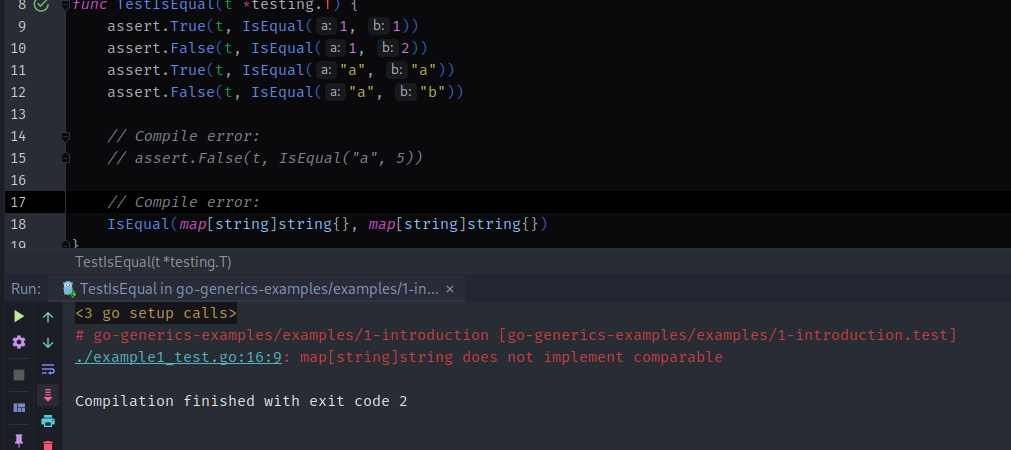 8 func TestIsEqual(t *testing.T) {
9 assert.True(t, IsEqual( a: 1, b: 1))
10 assert.False(t, IsEqual( a: 1, b: 2))
11 assert.True(t, IsEqual( a: "a", b: "a"))
12 assert.False(t, IsEqual( a: "a", b: "b"))
13
14 // Compile error:
15 // assert.False(t, IsEqual("a", 5))
16
17 // Compile error:
18 IsEqual(map[string]string{}, map[string]string{})
19 }
TestIsEqual(t *testing.T)
Run: TestIsEqual in go-generics-examples/examples/1-in... ×
<3 go setup calls>
# go-generics-examples/examples/1-introduction [go-generics-examples/examples/1-introduction.test]
./example1_test.go:16:9: map[string]string does not implement comparable
Compilation finished with exit code 2